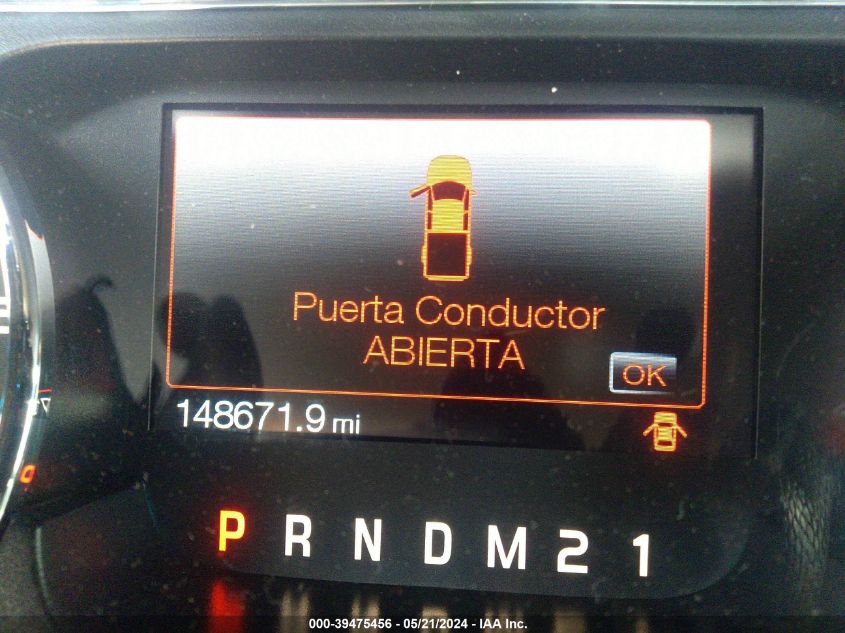 Puerta Conductor
ABIERTA
OK
148671.9 mi
P R N D M 2 1
000-39475456 - 05/21/2024 - IAA Inc.